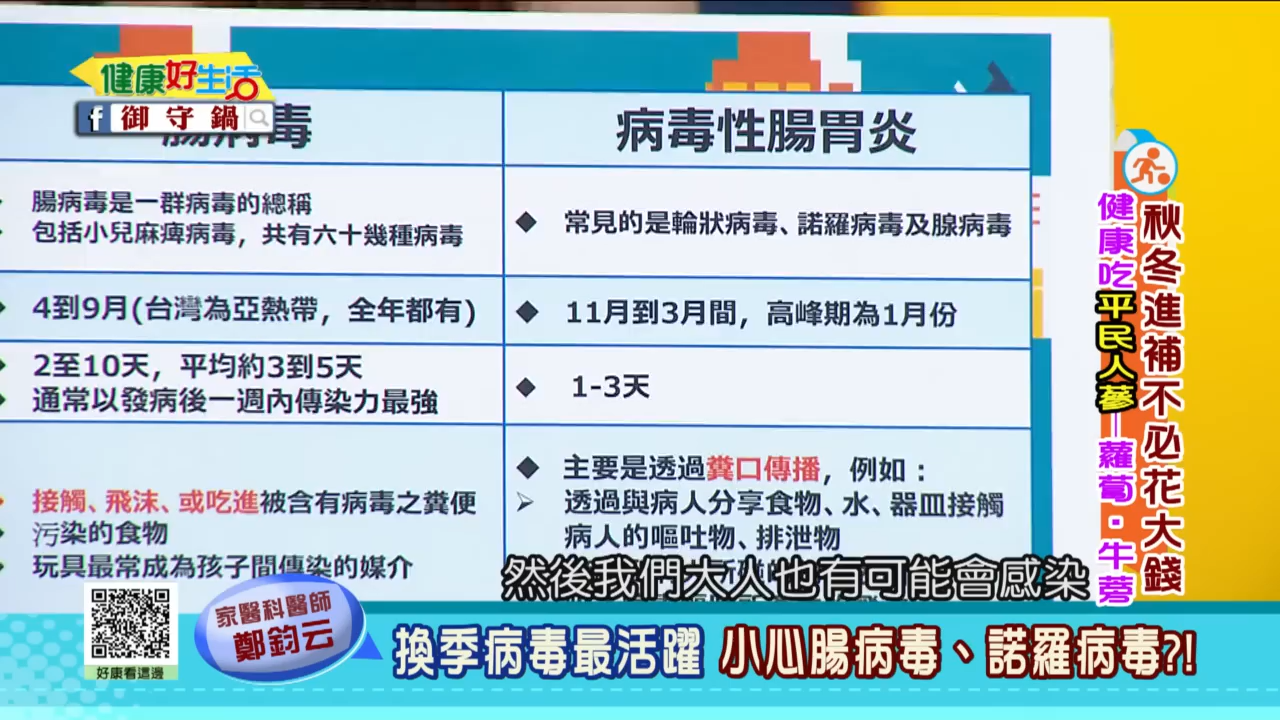 健康好生活
御守鍋
腸病毒
病毒性腸胃炎
腸病毒是一群病毒的總稱
包括小兒麻痺病毒，共有六十幾種病毒
常見的是輪狀病毒、諾羅病毒及腺病毒
4到9月(台灣為亞熱帶，全年都有)
11月到3月間，高峰期為1月份
2至10天，平均約3到5天
通常以發病後一週內傳染力最強
1-3天
接觸、飛沫、或吃進被含有病毒之糞便
污染的食物
玩具最常成為孩子間傳染的媒介
主要是透過糞口傳播，例如：
透過與病人分享食物、水、器皿接觸
病人的嘔吐物、排泄物
秋冬進補不必花大錢
健康吃平民人蔘－蘿蔔·牛蒡
然後我們大人也有可能會感染
好康看這邊
家醫科醫師
鄭鈞云
換季病毒最活躍 小心腸病毒、諾羅病毒?!